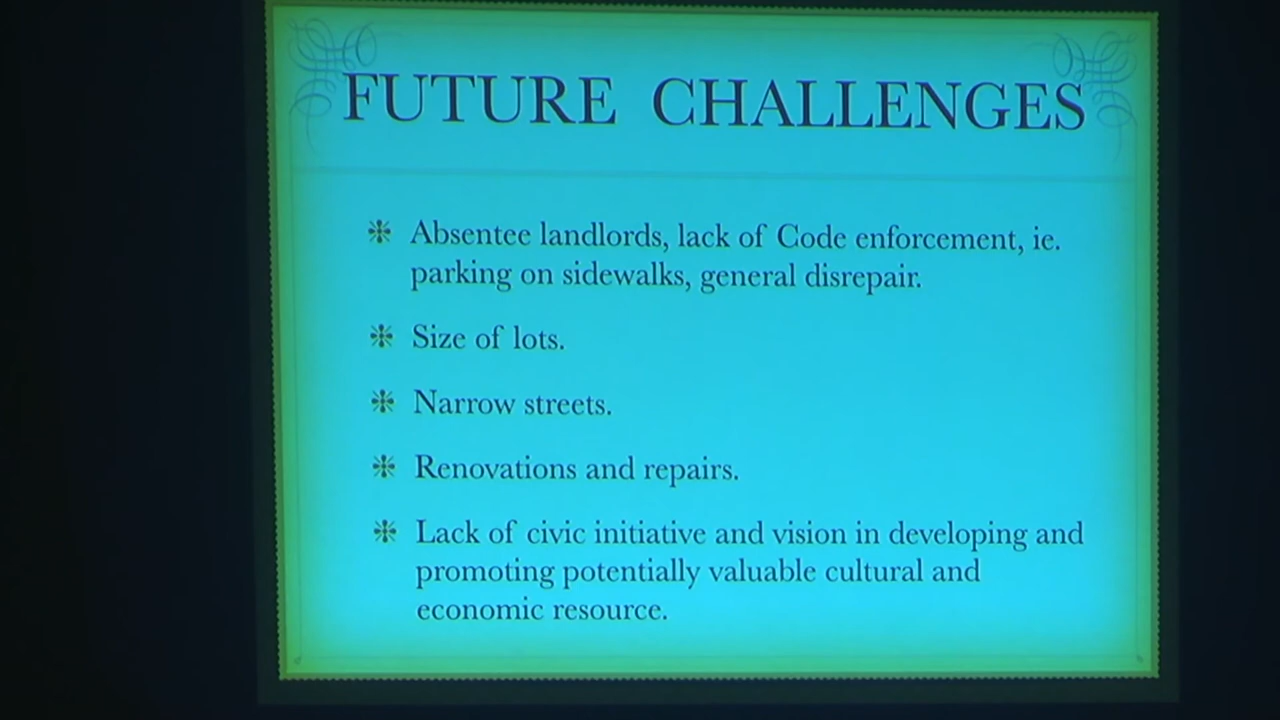 FUTURE CHALLENGES
Absentee landlords, lack of Code enforcement, ie.
parking on sidewalks, general disrepair.
Size of lots.
Narrow streets.
Renovations and repairs.
Lack of civic initiative and vision in developing and
promoting potentially valuable cultural and
economic resource.